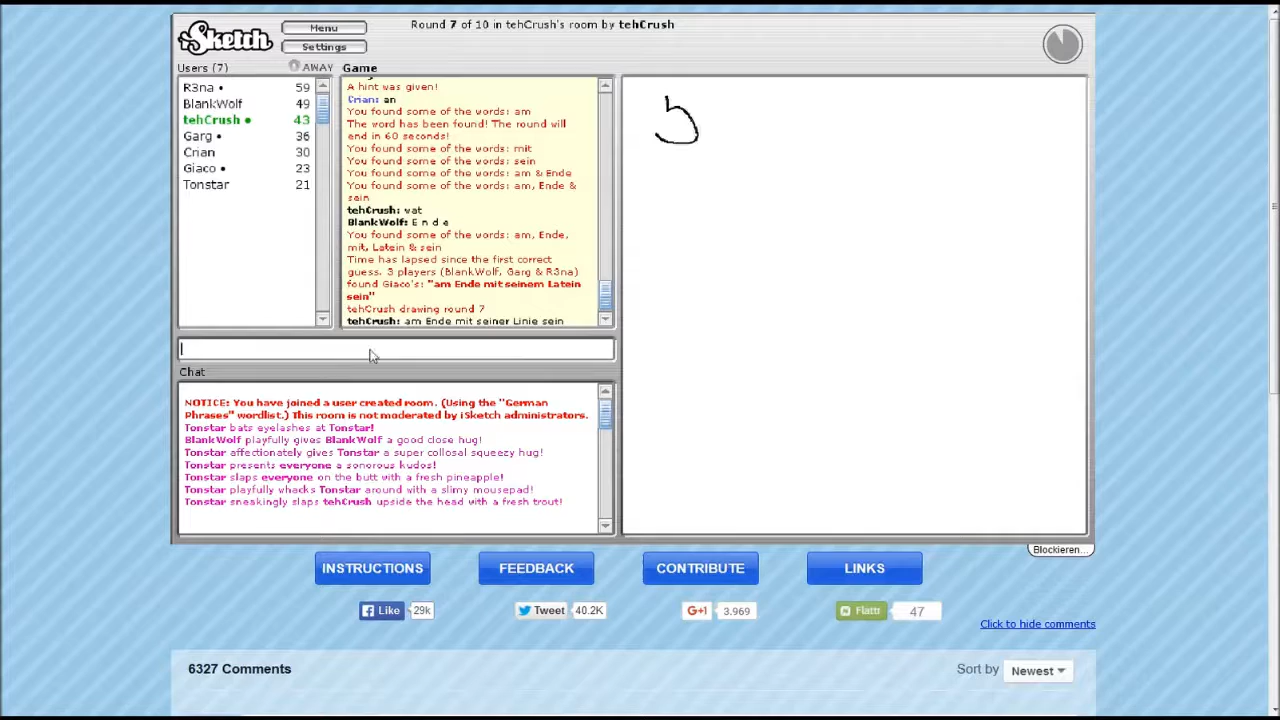 iSketch
Menu
Settings
Round 7 of 10 in tehCrush's room by tehCrush
Users (7)
AWAY
Game
R3na • 59
BlankWolf 49
tehCrush • 43
Garg • 36
Crian 30
Giaco • 23
Tonstar 21
A hint was given!
Crian: an
You found some of the words: am
The word has been found! The round will
end in 60 seconds!
You found some of the words: mit
You found some of the words: sein
You found some of the words: am & Ende
You found some of the words: am, Ende &
sein
tehCrush: wat
BlankWolf: E n d e
You found some of the words: am, Ende,
mit, Latein & sein
Time has lapsed since the first correct
guess. 3 players (BlankWolf, Garg & R3na)
found Giaco's: "am Ende mit seinem Latein
sein"
tehCrush drawing round 7
tehCrush: am Ende mit seiner Linie sein
Chat
NOTICE: You have joined a user created room. (Using the "German
Phrases" wordlist.) This room is not moderated by iSketch administrators.
Tonstar bats eyelashes at Tonstar!
BlankWolf playfully gives BlankWolf a good close hug!
Tonstar affectionately gives Tonstar a super collosal squeezy hug!
Tonstar presents everyone a sonorous kudos!
Tonstar slaps everyone on the butt with a fresh pineapple!
Tonstar playfully whacks Tonstar around with a slimy mousepad!
Tonstar sneakingly slaps tehCrush upside the head with a fresh trout!
Blockieren...
INSTRUCTIONS
FEEDBACK
CONTRIBUTE
LINKS
Like 29k
Tweet 40.2K
G+1 3.969
Flattr 47
Click to hide comments
6327 Comments
Sort by Newest